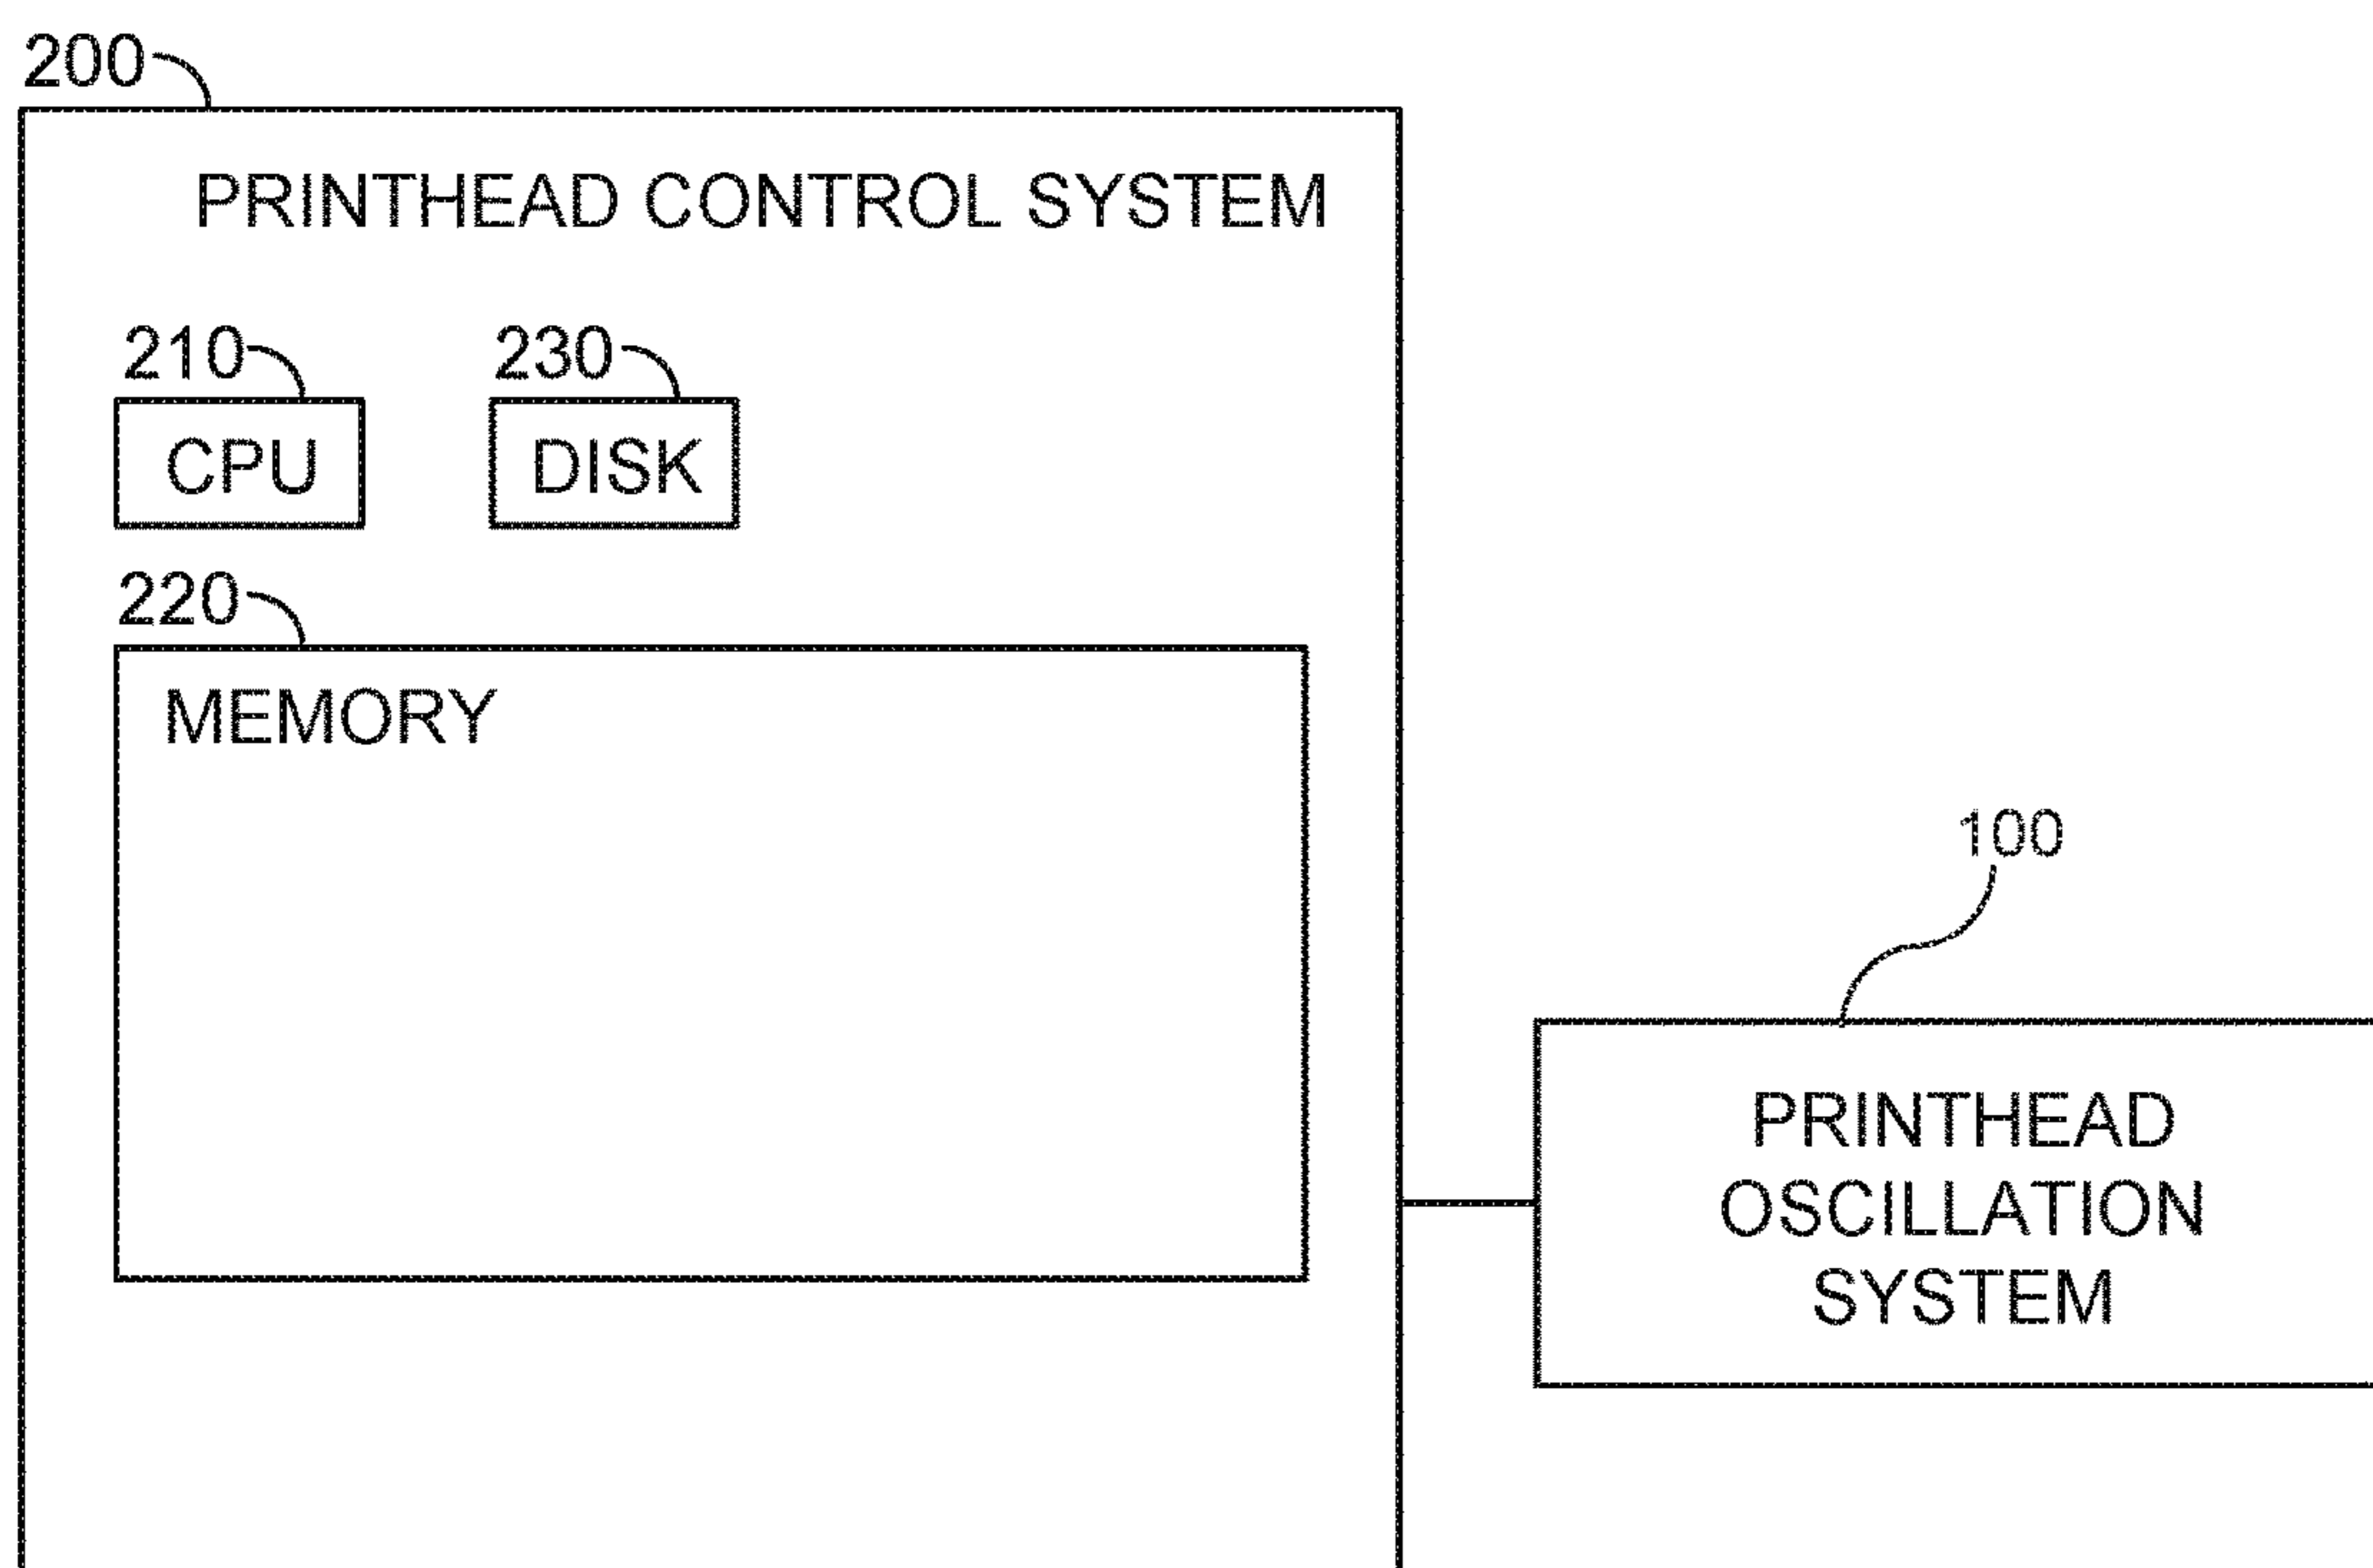 200
PRINTHEAD CONTROL SYSTEM
210
230
CPU
DISK
220
MEMORY
100
PRINTHEAD
OSCILLATION
SYSTEM